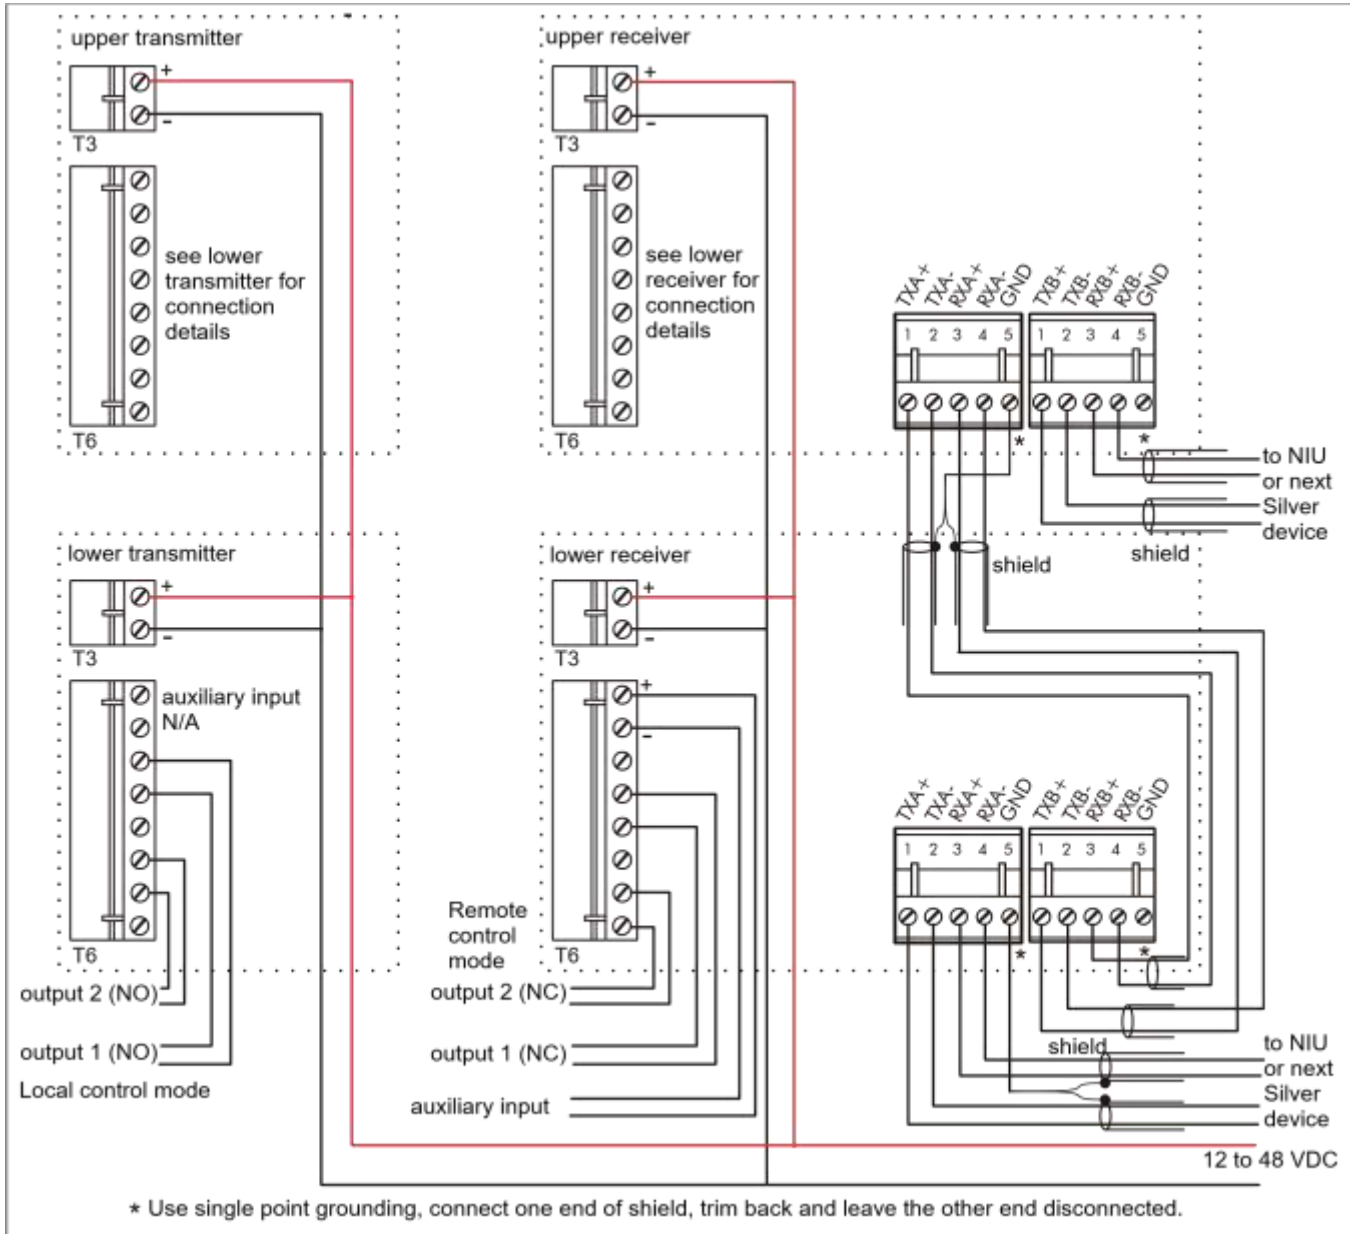 upper transmitter
+
-
T3
see lower
transmitter for
connection
details
T6
upper receiver
+
-
T3
see lower
receiver for
connection
details
T6
TXA+ TXA- RXA+ RXA- GND TXB+ TXB- RXB+ RXB- GND
1 2 3 4 5 1 2 3 4 5
* *
to NIU
or next
Silver
device
shield
shield
lower transmitter
+
-
T3
auxiliary input
N/A
T6
output 2 (NO)
output 1 (NO)
Local control mode
lower receiver
+
-
T3
+
-
Remote
control
mode
T6
output 2 (NC)
output 1 (NC)
auxiliary input
TXA+ TXA- RXA+ RXA- GND TXB+ TXB- RXB+ RXB- GND
1 2 3 4 5 1 2 3 4 5
* *
shield
to NIU
or next
Silver
device
12 to 48 VDC
* Use single point grounding, connect one end of shield, trim back and leave the other end disconnected.